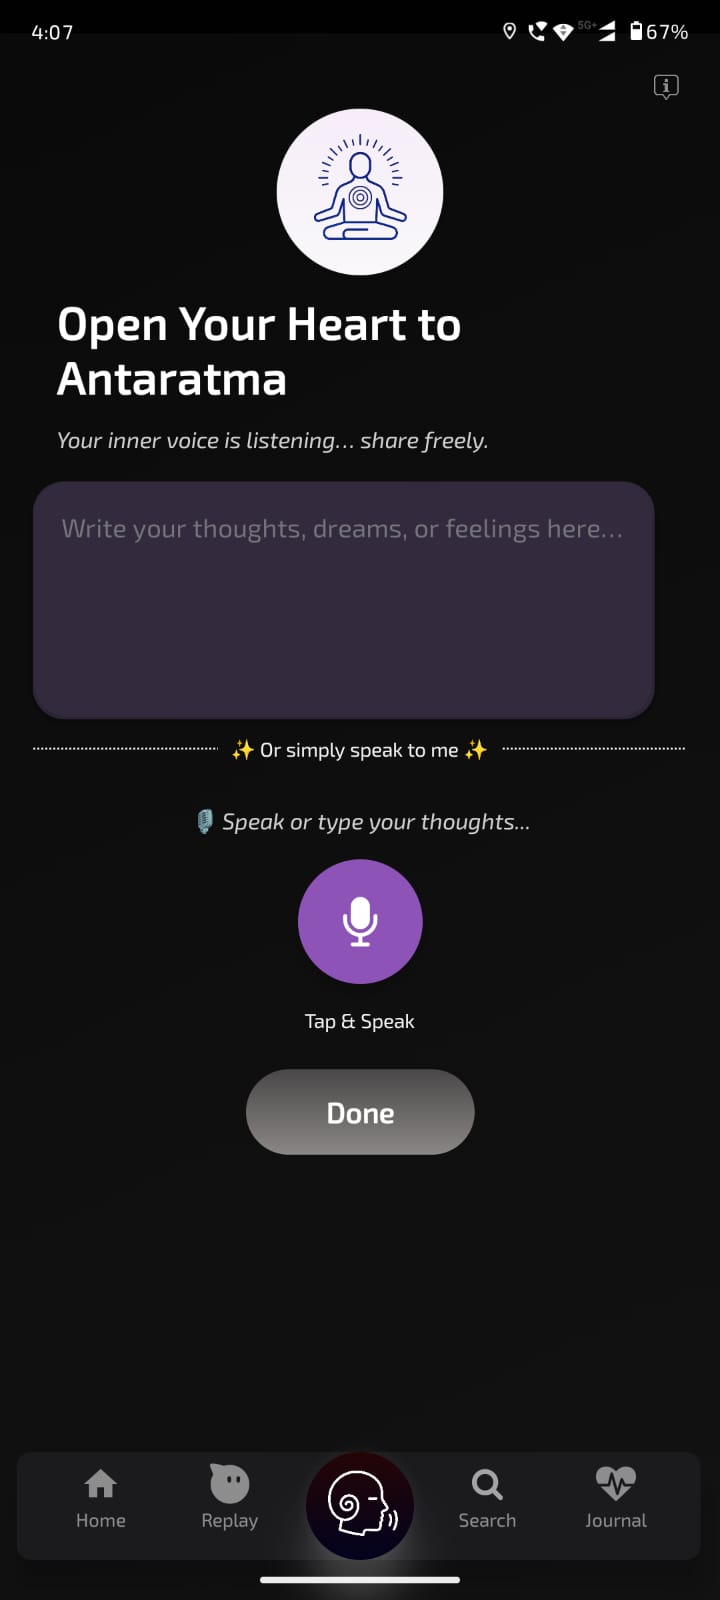 4:07
5G+
67%
Open Your Heart to
Antaratma
Your inner voice is listening... share freely.
Write your thoughts, dreams, or feelings here...
✨ Or simply speak to me ✨
🎙️ Speak or type your thoughts...
Tap & Speak
Done
Home
Replay
Search
Journal